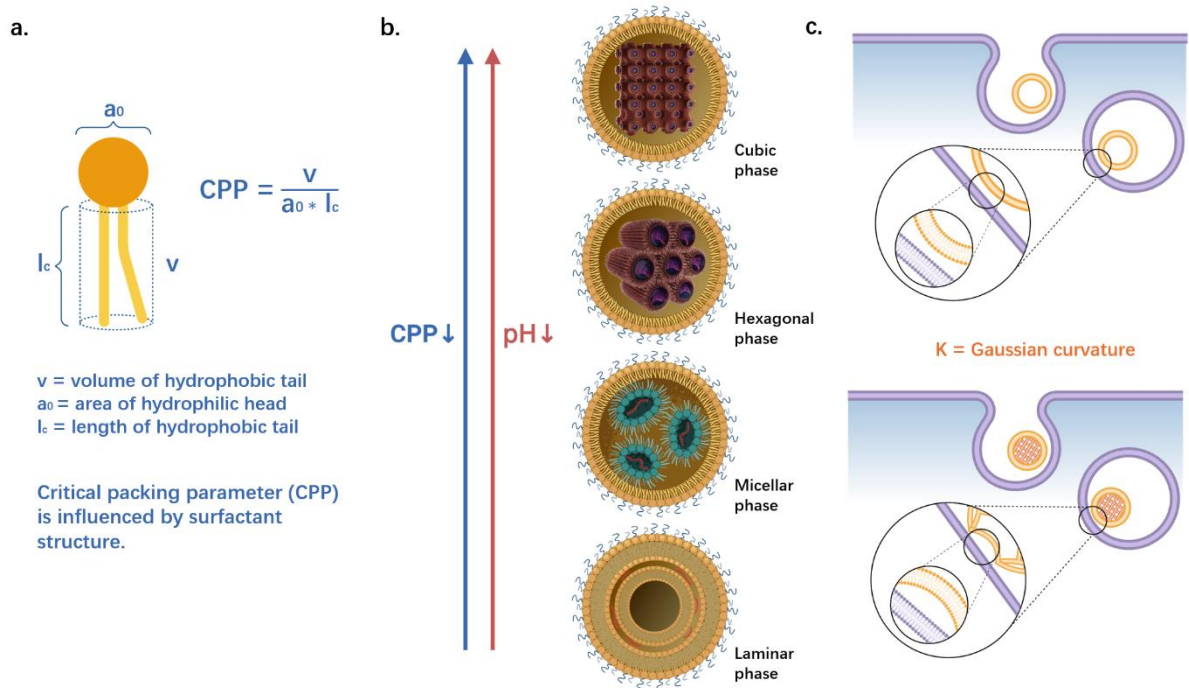 a.
a₀
lc
v
CPP = v / a₀ * lc
v = volume of hydrophobic tail
a₀ = area of hydrophilic head
lc = length of hydrophobic tail
Critical packing parameter (CPP)
is influenced by surfactant
structure.
b.
CPP↓
pH↓
Cubic
phase
Hexagonal
phase
Micellar
phase
Laminar
phase
c.
K = Gaussian curvature